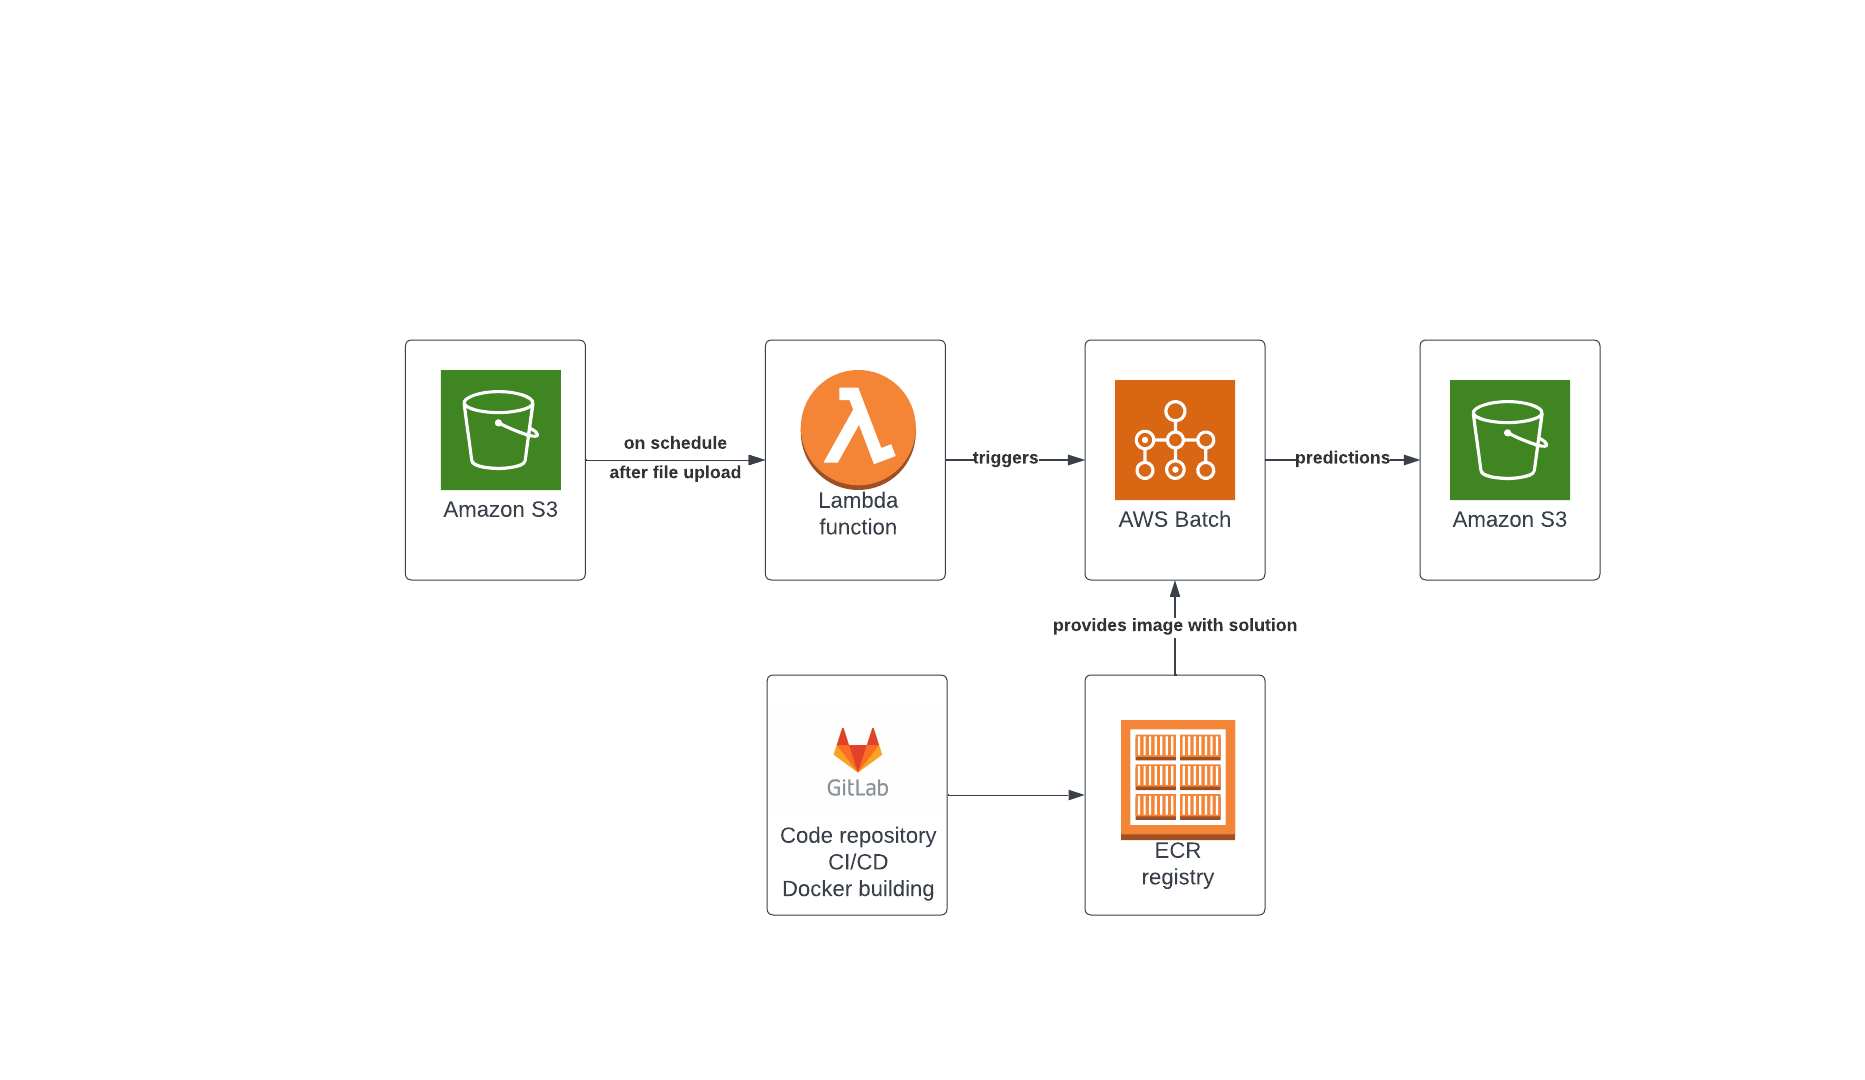 Amazon S3
on schedule
after file upload
Lambda
function
triggers
AWS Batch
predictions
Amazon S3
provides image with solution
GitLab
Code repository
CI/CD
Docker building
ECR
registry